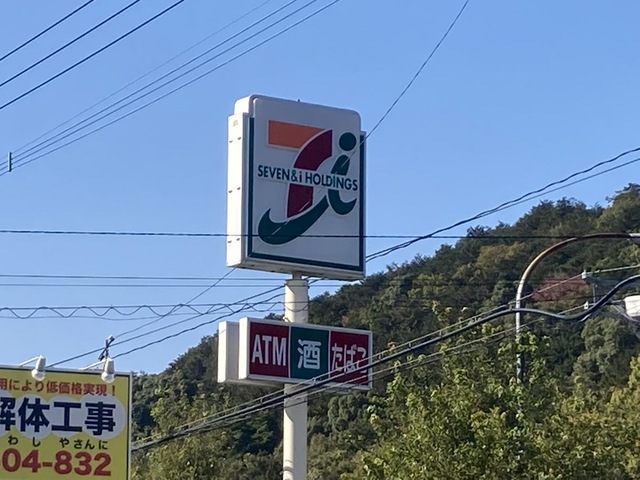 SEVEN&i HOLDINGS
ATM 酒 たばこ
用により低価格実現!
解体工事
わしやさんに
04-832